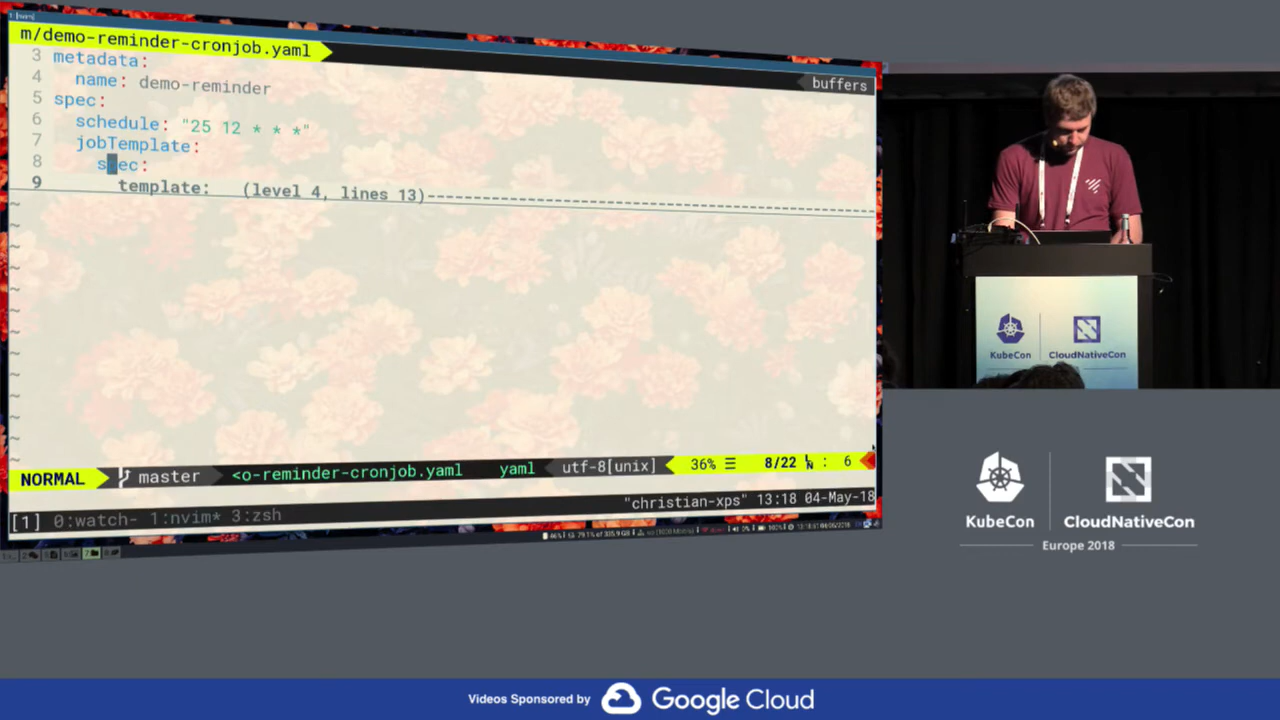 m/demo-reminder-cronjob.yaml
buffers
3 metadata:
4 name: demo-reminder
5 spec:
6 schedule: "25 12 * * *"
7 jobTemplate:
8 spec:
9 template: (level 4, lines 13)--------------------------------------------------
~
~
~
~
~
~
~
~
~
~
~
~
~
NORMAL master <o-reminder-cronjob.yaml yaml utf-8[unix] 36% ☰ 8/22 : 6
"christian-xps" 13:18 04-May-18
[1] 0:watch- 1:nvim* 3:zsh
KubeCon CloudNativeCon
KubeCon CloudNativeCon
Europe 2018
Videos Sponsored by Google Cloud